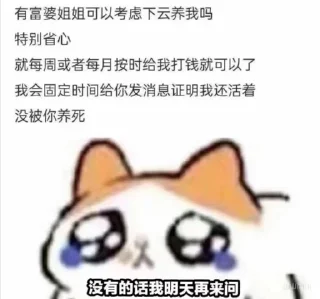 有富婆姐姐可以考虑下云养我吗
特别省心
就每周或者每月按时给我打钱就可以了
我会固定时间给你发消息证明我还活着
没被你养死
没有的话我明天再来问